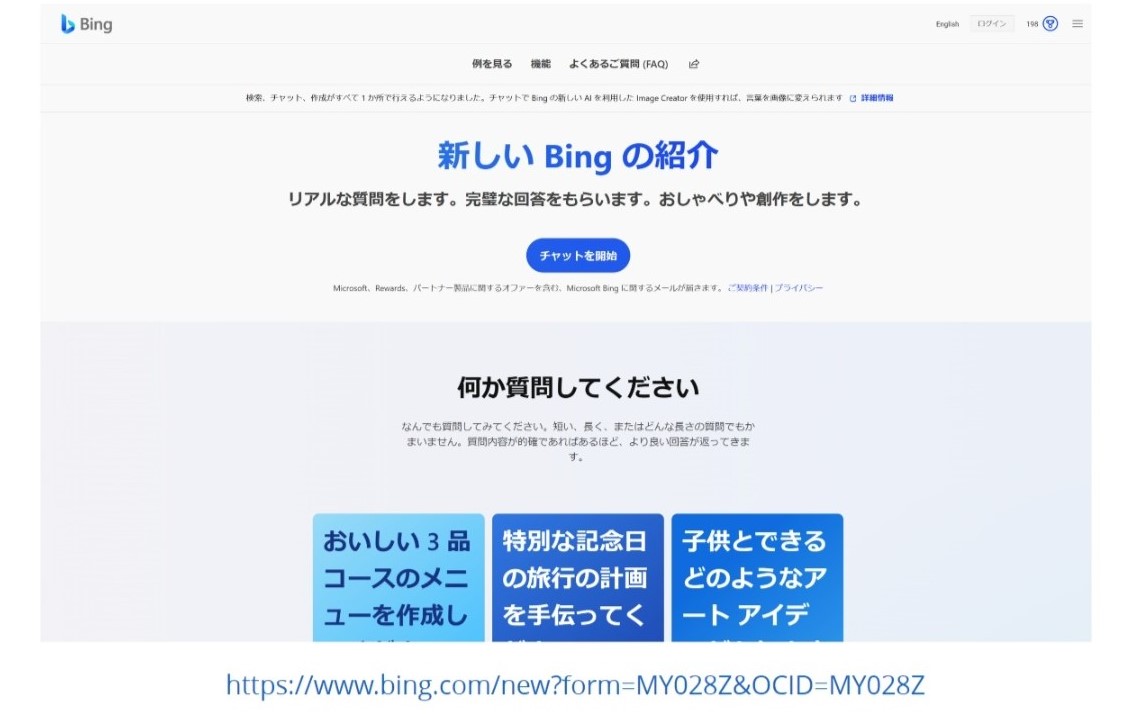 Bing
English ログイン 198
例を見る 機能 よくあるご質問 (FAQ)
検索、チャット、作成がすべて 1 か所で行えるようになりました。チャットで Bing の新しい AI を利用した Image Creator を使用すれば、言葉を画像に変えられます 詳細情報
新しい Bing の紹介
リアルな質問をします。完璧な回答をもらいます。おしゃべりや創作をします。
チャットを開始
Microsoft、Rewards、パートナー製品に関するオファーを含む、Microsoft Bing に関するメールが届きます。 ご契約条件 | プライバシー
何か質問してください
なんでも質問してみてください。短い、長く、またはどんな長さの質問でもか
まいません。質問内容が的確であればあるほど、より良い回答が返ってきま
す。
おいしい 3 品
コースのメニ
ューを作成し
特別な記念日
の旅行の計画
を手伝ってく
子供とできる
どのようなア
ート アイデ
https://www.bing.com/new?form=MY028Z&OCID=MY028Z